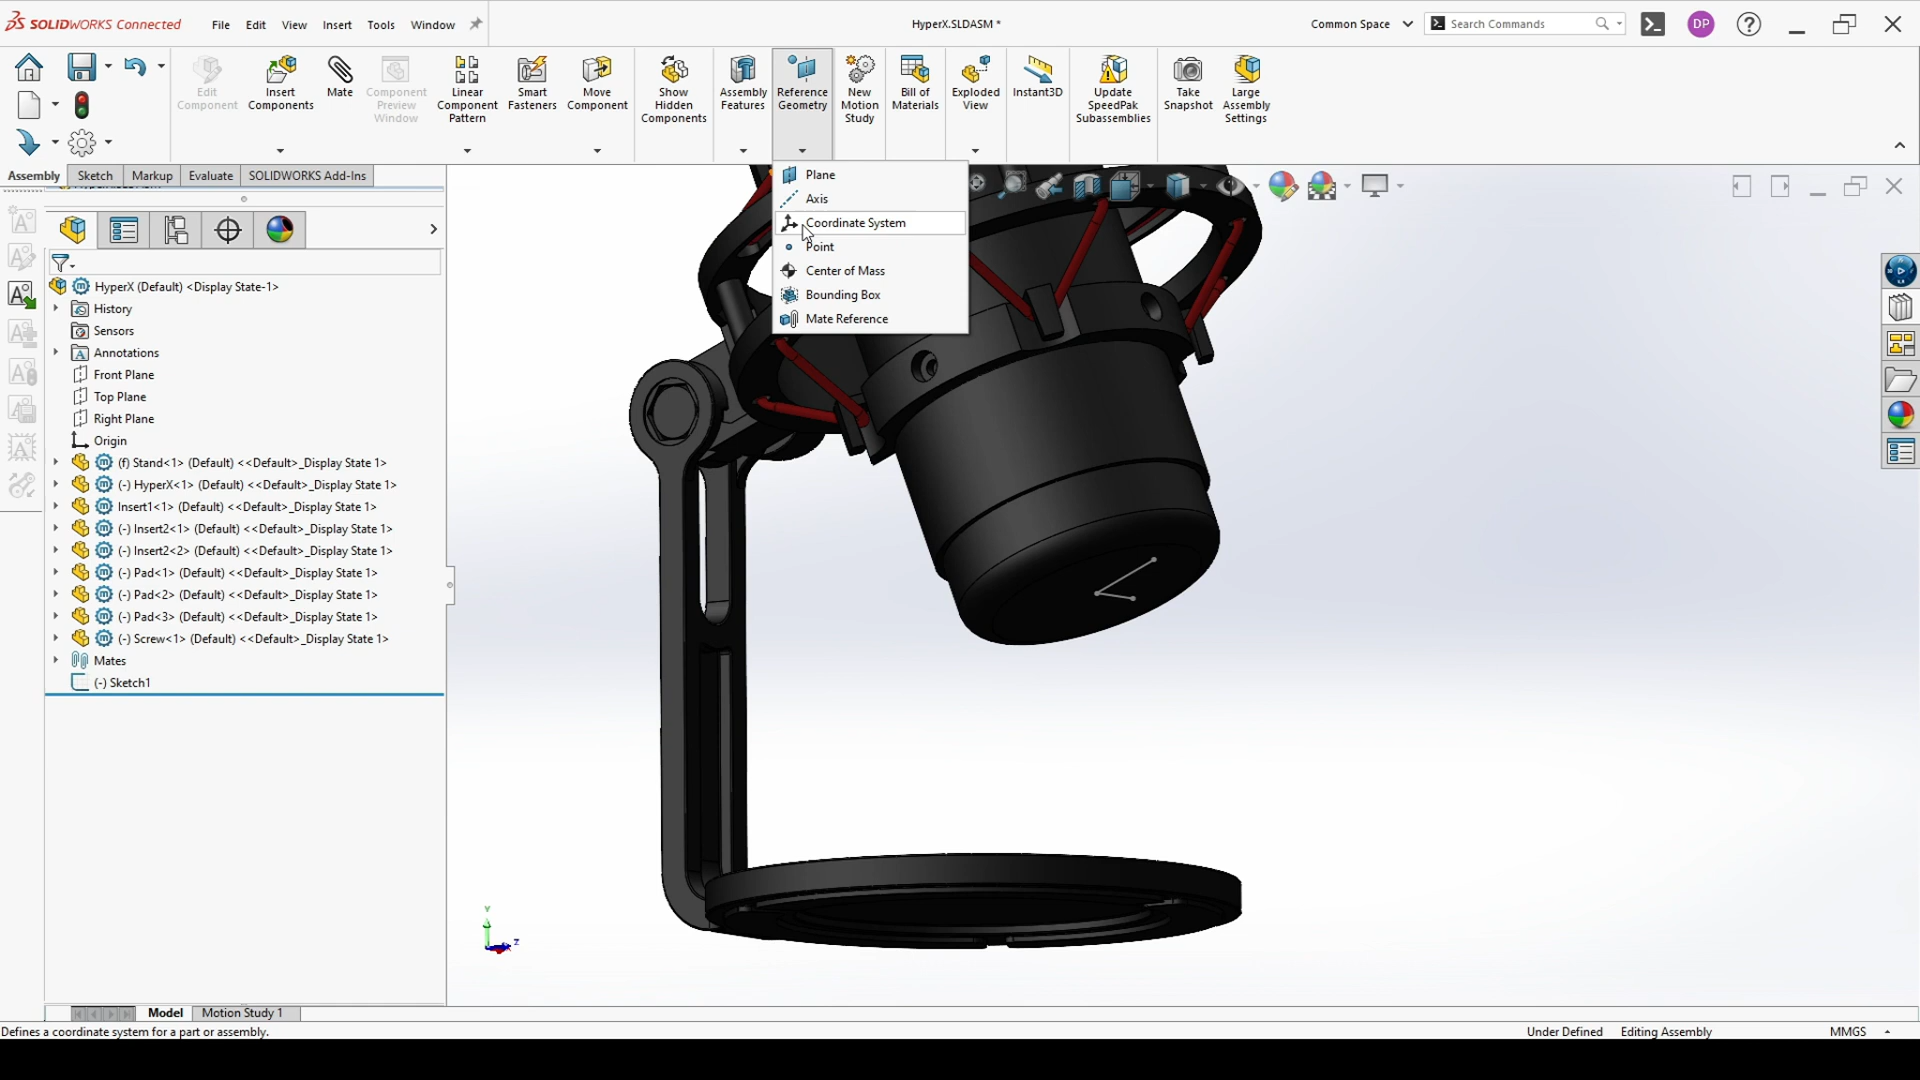 SOLIDWORKS Connected
File Edit View Insert Tools Window
HyperX.SLDASM *
Common Space
Search Commands
DP
Edit Component
Insert Components
Mate
Component Preview Window
Linear Component Pattern
Smart Fasteners
Move Component
Show Hidden Components
Assembly Features
Reference Geometry
New Motion Study
Bill of Materials
Exploded View
Instant3D
Update SpeedPak Subassemblies
Take Snapshot
Large Assembly Settings
Assembly Sketch Markup Evaluate SOLIDWORKS Add-Ins
Plane
Axis
Coordinate System
Point
Center of Mass
Bounding Box
Mate Reference
HyperX (Default) <Display State-1>
History
Sensors
Annotations
Front Plane
Top Plane
Right Plane
Origin
(f) Stand<1> (Default) <<Default>_Display State 1>
(-) HyperX<1> (Default) <<Default>_Display State 1>
Insert1<1> (Default) <<Default>_Display State 1>
(-) Insert2<1> (Default) <<Default>_Display State 1>
(-) Insert2<2> (Default) <<Default>_Display State 1>
(-) Pad<1> (Default) <<Default>_Display State 1>
(-) Pad<2> (Default) <<Default>_Display State 1>
(-) Pad<3> (Default) <<Default>_Display State 1>
(-) Screw<1> (Default) <<Default>_Display State 1>
Mates
(-) Sketch1
Y
Z
Model Motion Study 1
Defines a coordinate system for a part or assembly.
Under Defined Editing Assembly MMGS